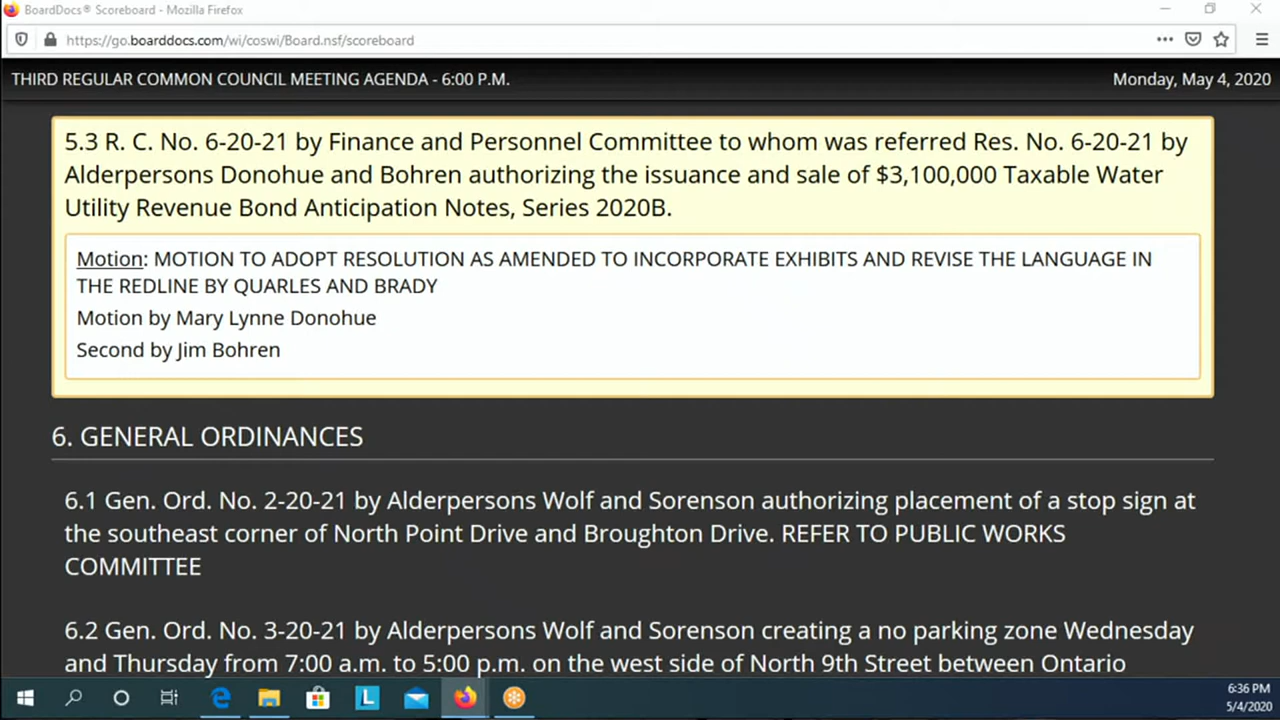 BoardDocs® Scoreboard - Mozilla Firefox
https://go.boarddocs.com/wi/coswi/Board.nsf/scoreboard
THIRD REGULAR COMMON COUNCIL MEETING AGENDA - 6:00 P.M. Monday, May 4, 2020
5.3 R. C. No. 6-20-21 by Finance and Personnel Committee to whom was referred Res. No. 6-20-21 by
Alderpersons Donohue and Bohren authorizing the issuance and sale of $3,100,000 Taxable Water
Utility Revenue Bond Anticipation Notes, Series 2020B.
Motion: MOTION TO ADOPT RESOLUTION AS AMENDED TO INCORPORATE EXHIBITS AND REVISE THE LANGUAGE IN
THE REDLINE BY QUARLES AND BRADY
Motion by Mary Lynne Donohue
Second by Jim Bohren
6. GENERAL ORDINANCES
6.1 Gen. Ord. No. 2-20-21 by Alderpersons Wolf and Sorenson authorizing placement of a stop sign at
the southeast corner of North Point Drive and Broughton Drive. REFER TO PUBLIC WORKS
COMMITTEE
6.2 Gen. Ord. No. 3-20-21 by Alderpersons Wolf and Sorenson creating a no parking zone Wednesday
and Thursday from 7:00 a.m. to 5:00 p.m. on the west side of North 9th Street between Ontario
L
6:36 PM
5/4/2020